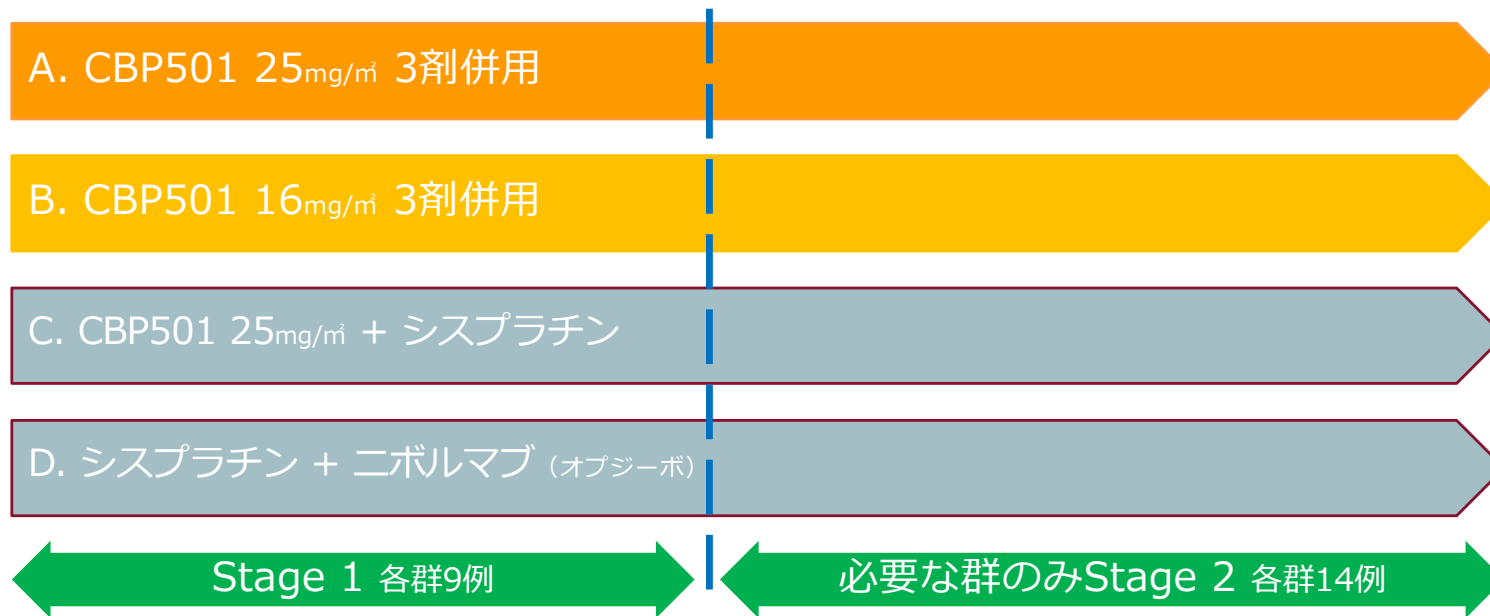 A. CBP501 25mg/㎡ 3剤併用
B. CBP501 16mg/㎡ 3剤併用
C. CBP501 25mg/㎡ + シスプラチン
D. シスプラチン + ニボルマブ（オプジーボ）
Stage 1 各群9例
必要な群のみStage 2 各群14例